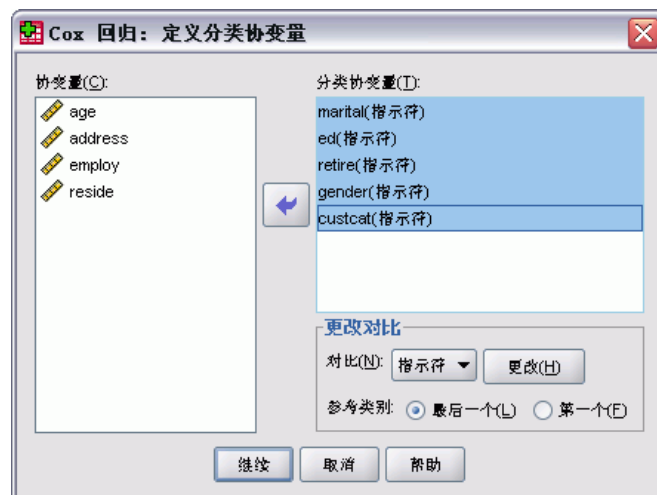 Cox 回归：定义分类协变量
协变量(C):
age
address
employ
reside
分类协变量(T):
marital(指示符)
ed(指示符)
retire(指示符)
gender(指示符)
custcat(指示符)
更改对比
对比(N): 指示符 更改(H)
参考类别: 最后一个(L) 第一个(F)
继续 取消 帮助